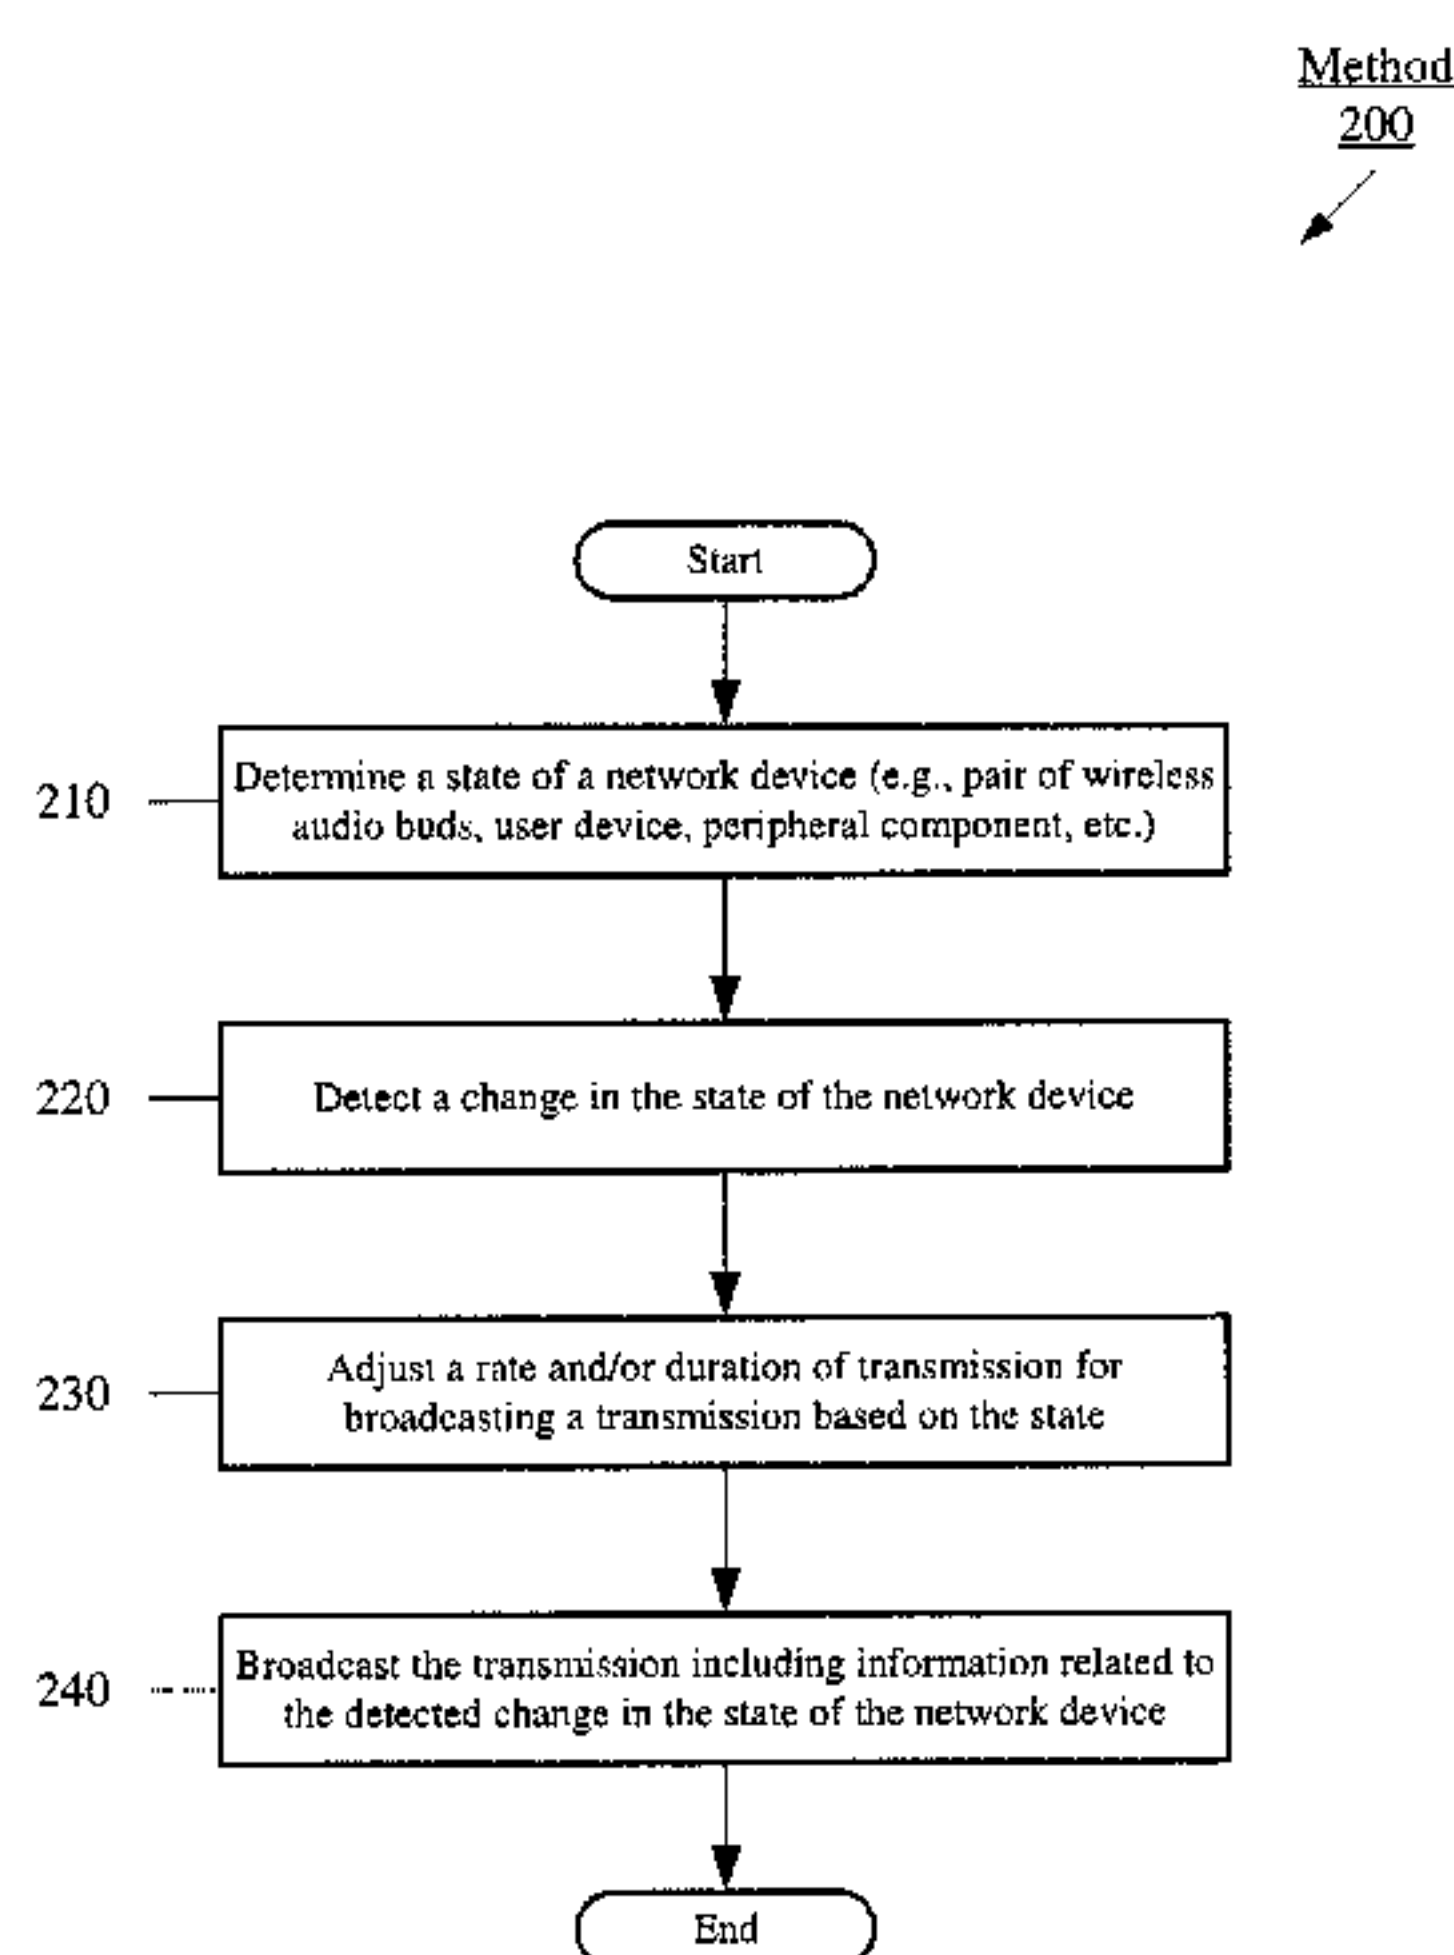 Method
200
Start
210
Determine a state of a network device (e.g., pair of wireless
audio buds, user device, peripheral component, etc.)
220
Detect a change in the state of the network device
230
Adjust a rate and/or duration of transmission for
broadcasting a transmission based on the state
240
Broadcast the transmission including information related to
the detected change in the state of the network device
End